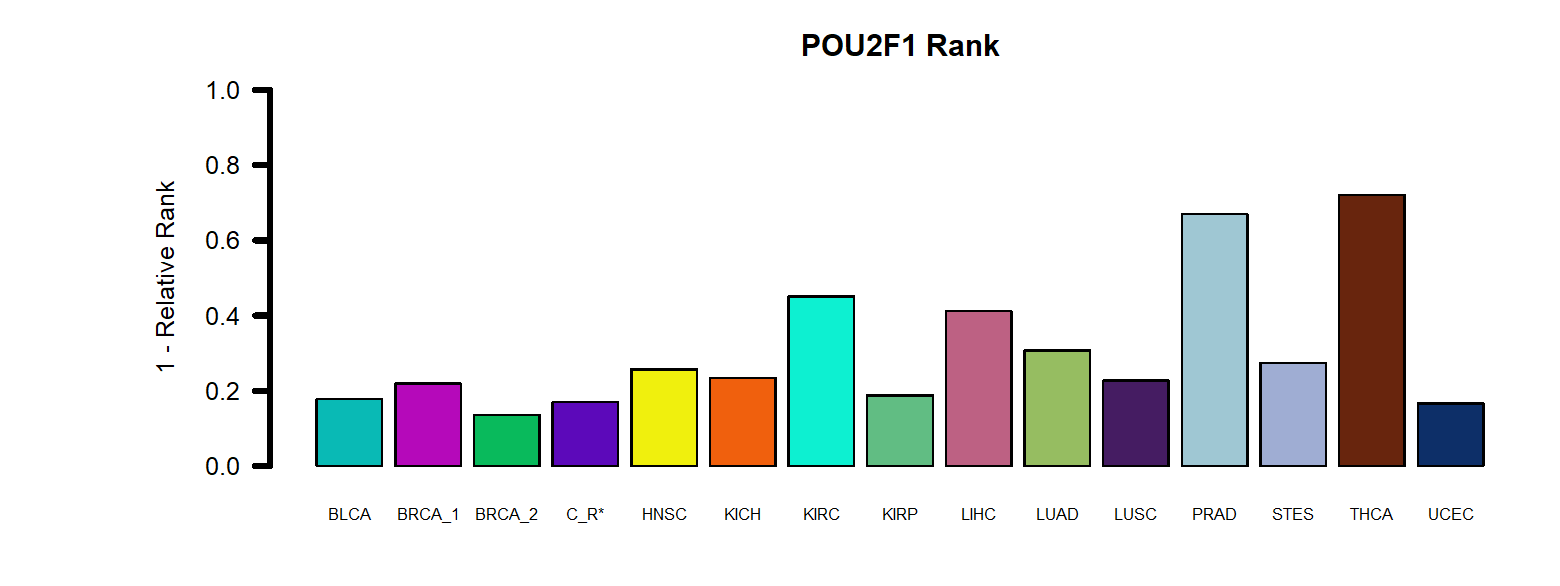 POU2F1 Rank
1 - Relative Rank
1.0
0.8
0.6
0.4
0.2
0.0
BLCA BRCA_1 BRCA_2 C_R* HNSC KICH KIRC KIRP LIHC LUAD LUSC PRAD STES THCA UCEC